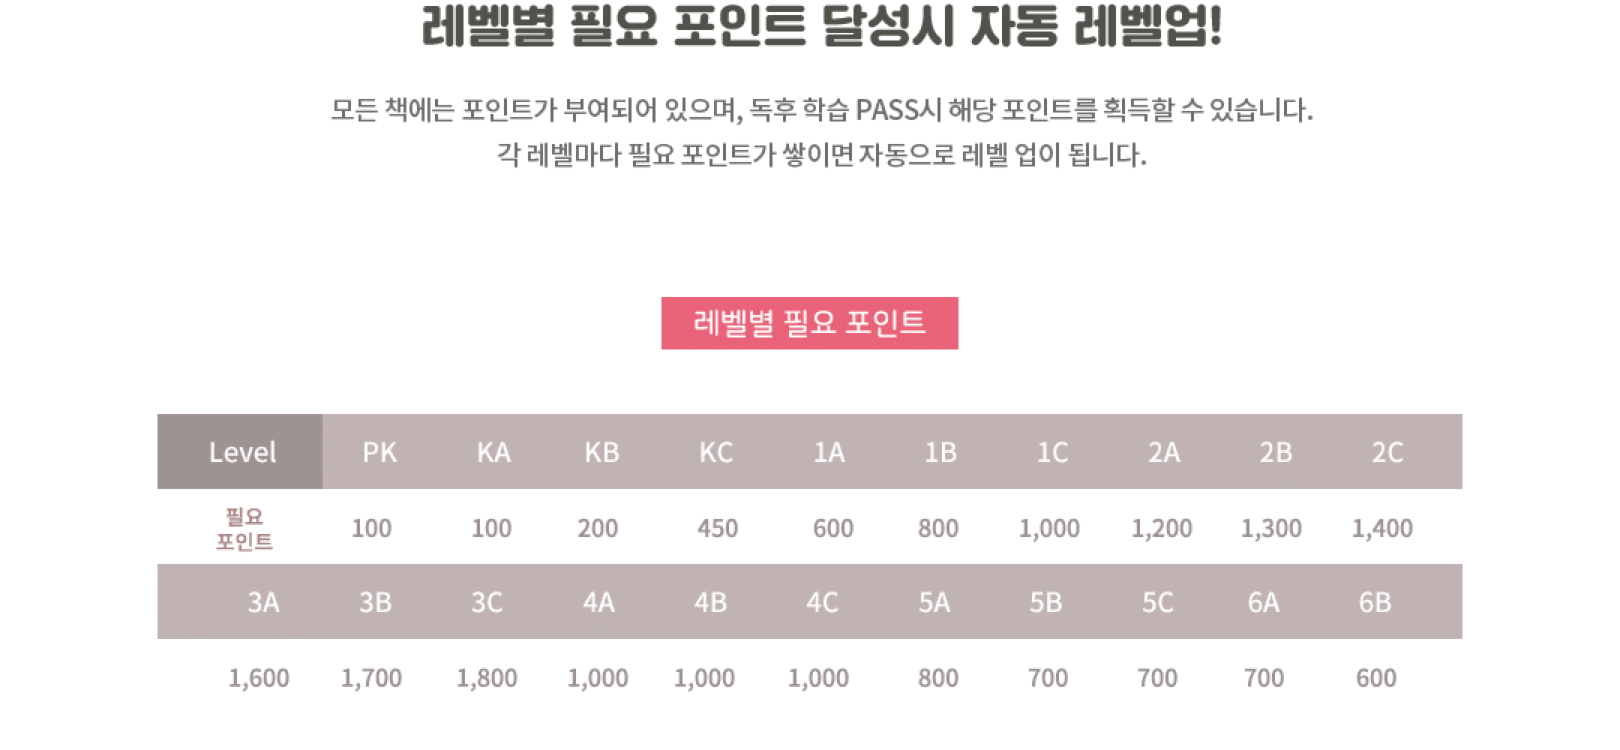 레벨별 필요 포인트 달성시 자동 레벨업!
모든 책에는 포인트가 부여되어 있으며, 독후 학습 PASS시 해당 포인트를 획득할 수 있습니다.
각 레벨마다 필요 포인트가 쌓이면 자동으로 레벨 업이 됩니다.
레벨별 필요 포인트
Level PK KA KB KC 1A 1B 1C 2A 2B 2C
필요
포인트
100 100 200 450 600 800 1,000 1,200 1,300 1,400
3A 3B 3C 4A 4B 4C 5A 5B 5C 6A 6B
1,600 1,700 1,800 1,000 1,000 1,000 800 700 700 700 600